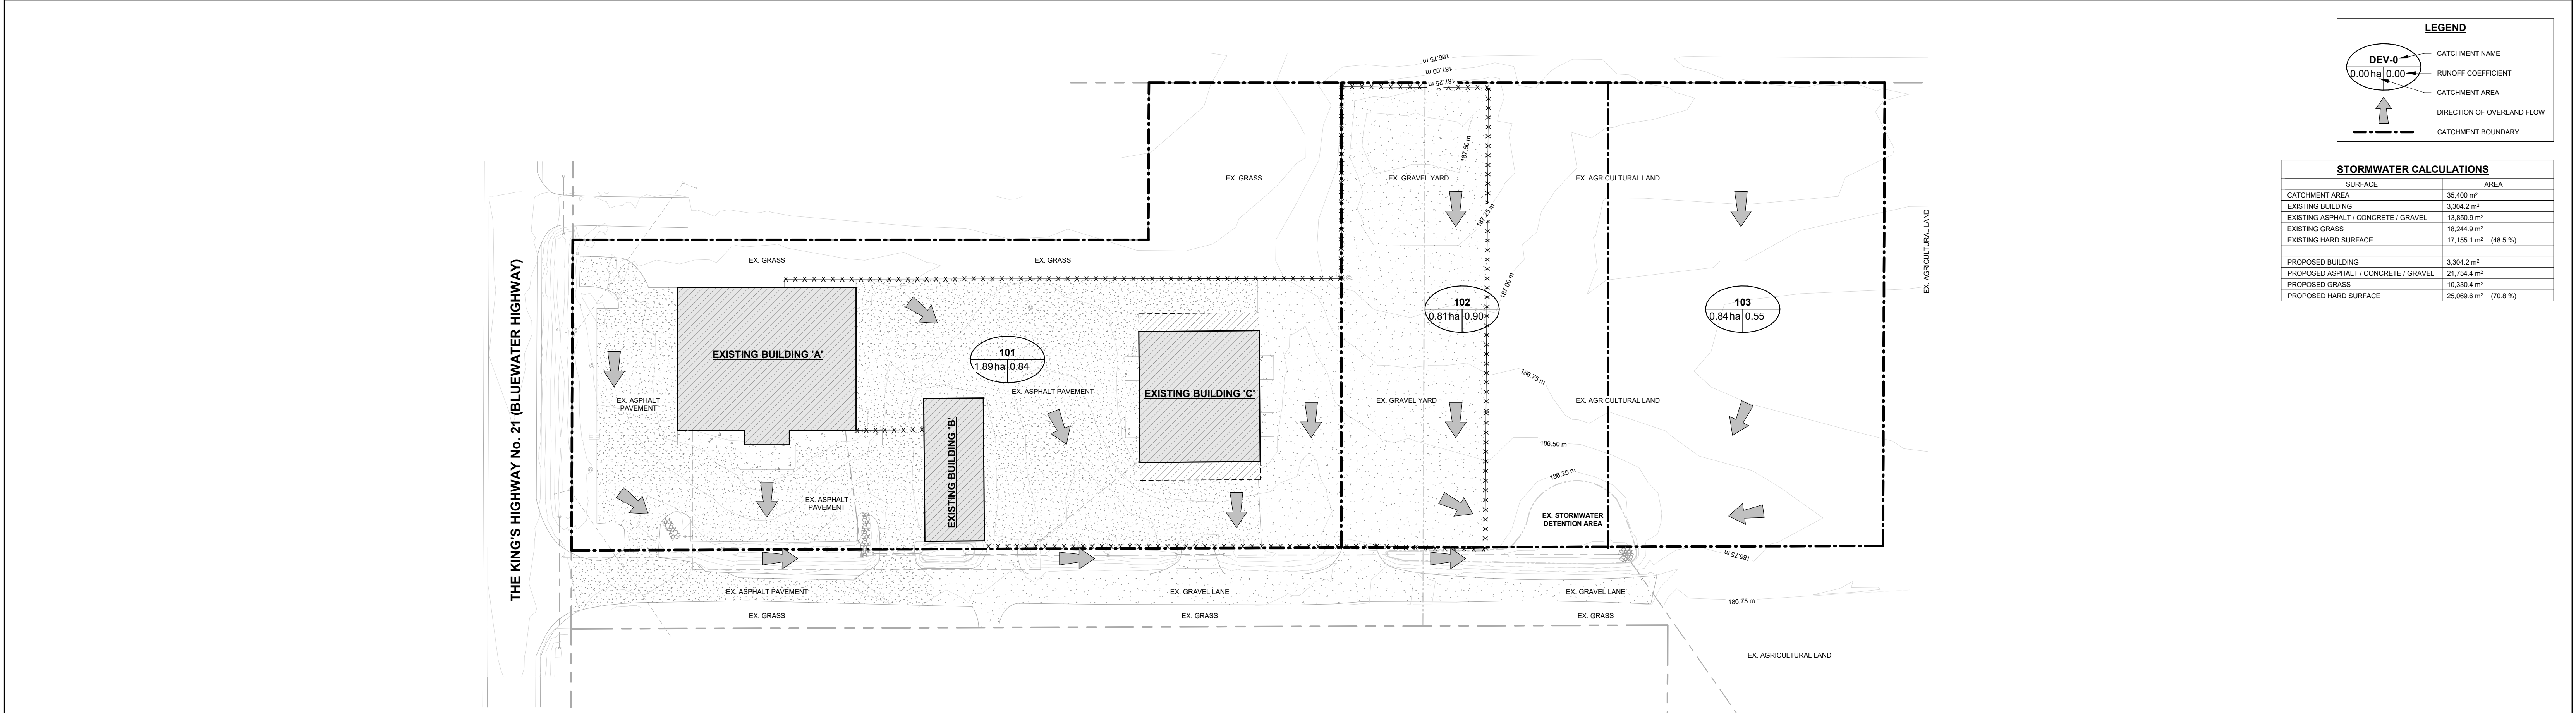 LEGEND
DEV-0
0.00 ha 0.00
CATCHMENT NAME
RUNOFF COEFFICIENT
CATCHMENT AREA
DIRECTION OF OVERLAND FLOW
CATCHMENT BOUNDARY
STORMWATER CALCULATIONS
SURFACE AREA
CATCHMENT AREA 35,400 m²
EXISTING BUILDING 3,304.2 m²
EXISTING ASPHALT / CONCRETE / GRAVEL 13,850.9 m²
EXISTING GRASS 18,244.9 m²
EXISTING HARD SURFACE 17,155.1 m² (48.5 %)
PROPOSED BUILDING 3,304.2 m²
PROPOSED ASPHALT / CONCRETE / GRAVEL 21,754.4 m²
PROPOSED GRASS 10,330.4 m²
PROPOSED HARD SURFACE 25,069.6 m² (70.8 %)
186.75 m
187.00 m
187.25 m
187.50 m
EX. GRASS
EX. GRAVEL YARD
EX. AGRICULTURAL LAND
187.25 m
EX. AGRICULTURAL LAND
THE KING'S HIGHWAY No. 21 (BLUEWATER HIGHWAY)
EX. GRASS
EX. GRASS
187.00 m
102
0.81 ha 0.90
103
0.84 ha 0.55
EXISTING BUILDING 'A'
101
1.89 ha 0.84
186.75 m
EX. ASPHALT PAVEMENT
EXISTING BUILDING 'C'
EX. ASPHALT
PAVEMENT
EX. GRAVEL YARD
EX. AGRICULTURAL LAND
186.50 m
EXISTING BUILDING 'B'
186.25 m
EX. ASPHALT
PAVEMENT
EX. STORMWATER
DETENTION AREA
186.75 m
EX. ASPHALT PAVEMENT
EX. GRAVEL LANE
EX. GRAVEL LANE
186.75 m
EX. GRASS
EX. GRASS
EX. GRASS
EX. AGRICULTURAL LAND